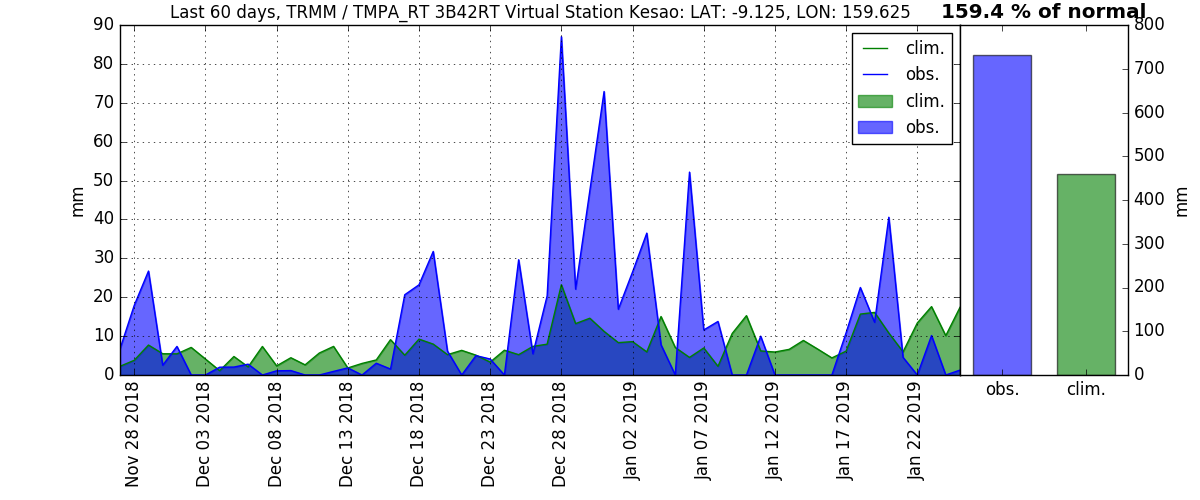 Last 60 days, TRMM / TMPA_RT 3B42RT Virtual Station Kesao: LAT: -9.125, LON: 159.625
159.4 % of normal
90
80
70
60
50
40
30
20
10
0
mm
clim.
obs.
clim.
obs.
Nov 28 2018
Dec 03 2018
Dec 08 2018
Dec 13 2018
Dec 18 2018
Dec 23 2018
Dec 28 2018
Jan 02 2019
Jan 07 2019
Jan 12 2019
Jan 17 2019
Jan 22 2019
800
700
600
500
400
300
200
100
0
mm
obs.
clim.